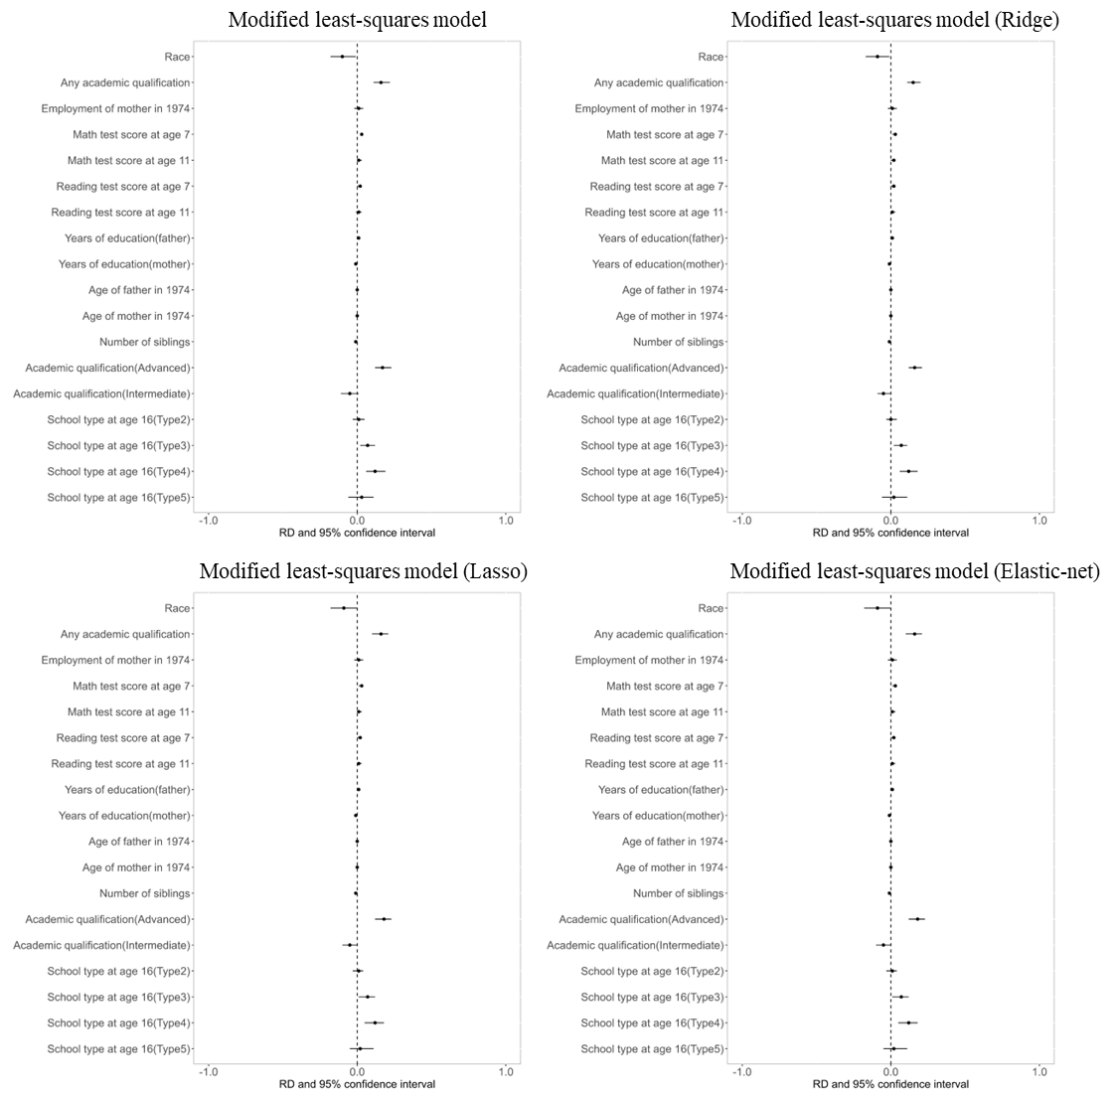 Modified least-squares model
Race
Any academic qualification
Employment of mother in 1974
Math test score at age 7
Math test score at age 11
Reading test score at age 7
Reading test score at age 11
Years of education(father)
Years of education(mother)
Age of father in 1974
Age of mother in 1974
Number of siblings
Academic qualification(Advanced)
Academic qualification(Intermediate)
School type at age 16(Type2)
School type at age 16(Type3)
School type at age 16(Type4)
School type at age 16(Type5)
-1.0 0.0 1.0
RD and 95% confidence interval
Modified least-squares model (Ridge)
Race
Any academic qualification
Employment of mother in 1974
Math test score at age 7
Math test score at age 11
Reading test score at age 7
Reading test score at age 11
Years of education(father)
Years of education(mother)
Age of father in 1974
Age of mother in 1974
Number of siblings
Academic qualification(Advanced)
Academic qualification(Intermediate)
School type at age 16(Type2)
School type at age 16(Type3)
School type at age 16(Type4)
School type at age 16(Type5)
-1.0 0.0 1.0
RD and 95% confidence interval
Modified least-squares model (Lasso)
Race
Any academic qualification
Employment of mother in 1974
Math test score at age 7
Math test score at age 11
Reading test score at age 7
Reading test score at age 11
Years of education(father)
Years of education(mother)
Age of father in 1974
Age of mother in 1974
Number of siblings
Academic qualification(Advanced)
Academic qualification(Intermediate)
School type at age 16(Type2)
School type at age 16(Type3)
School type at age 16(Type4)
School type at age 16(Type5)
-1.0 0.0 1.0
RD and 95% confidence interval
Modified least-squares model (Elastic-net)
Race
Any academic qualification
Employment of mother in 1974
Math test score at age 7
Math test score at age 11
Reading test score at age 7
Reading test score at age 11
Years of education(father)
Years of education(mother)
Age of father in 1974
Age of mother in 1974
Number of siblings
Academic qualification(Advanced)
Academic qualification(Intermediate)
School type at age 16(Type2)
School type at age 16(Type3)
School type at age 16(Type4)
School type at age 16(Type5)
-1.0 0.0 1.0
RD and 95% confidence interval